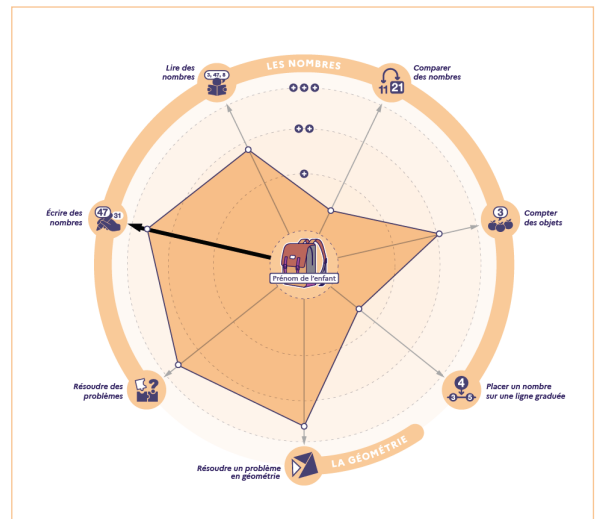 LES NOMBRES
Lire des
nombres
3, 47, 8
Comparer
des nombres
11 21
+++
++
+
Écrire des
nombres
47 31
3
Compter
des objets
Prénom de l'enfant
Résoudre des
problèmes
?
4
3 5
Placer un nombre
sur une ligne graduée
Résoudre un problème
en géométrie
LA GÉOMÉTRIE